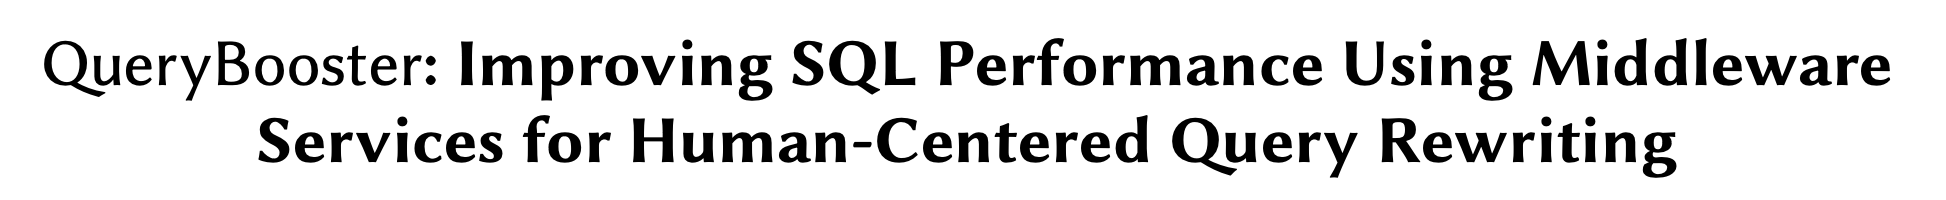 QueryBooster: Improving SQL Performance Using Middleware
Services for Human-Centered Query Rewriting